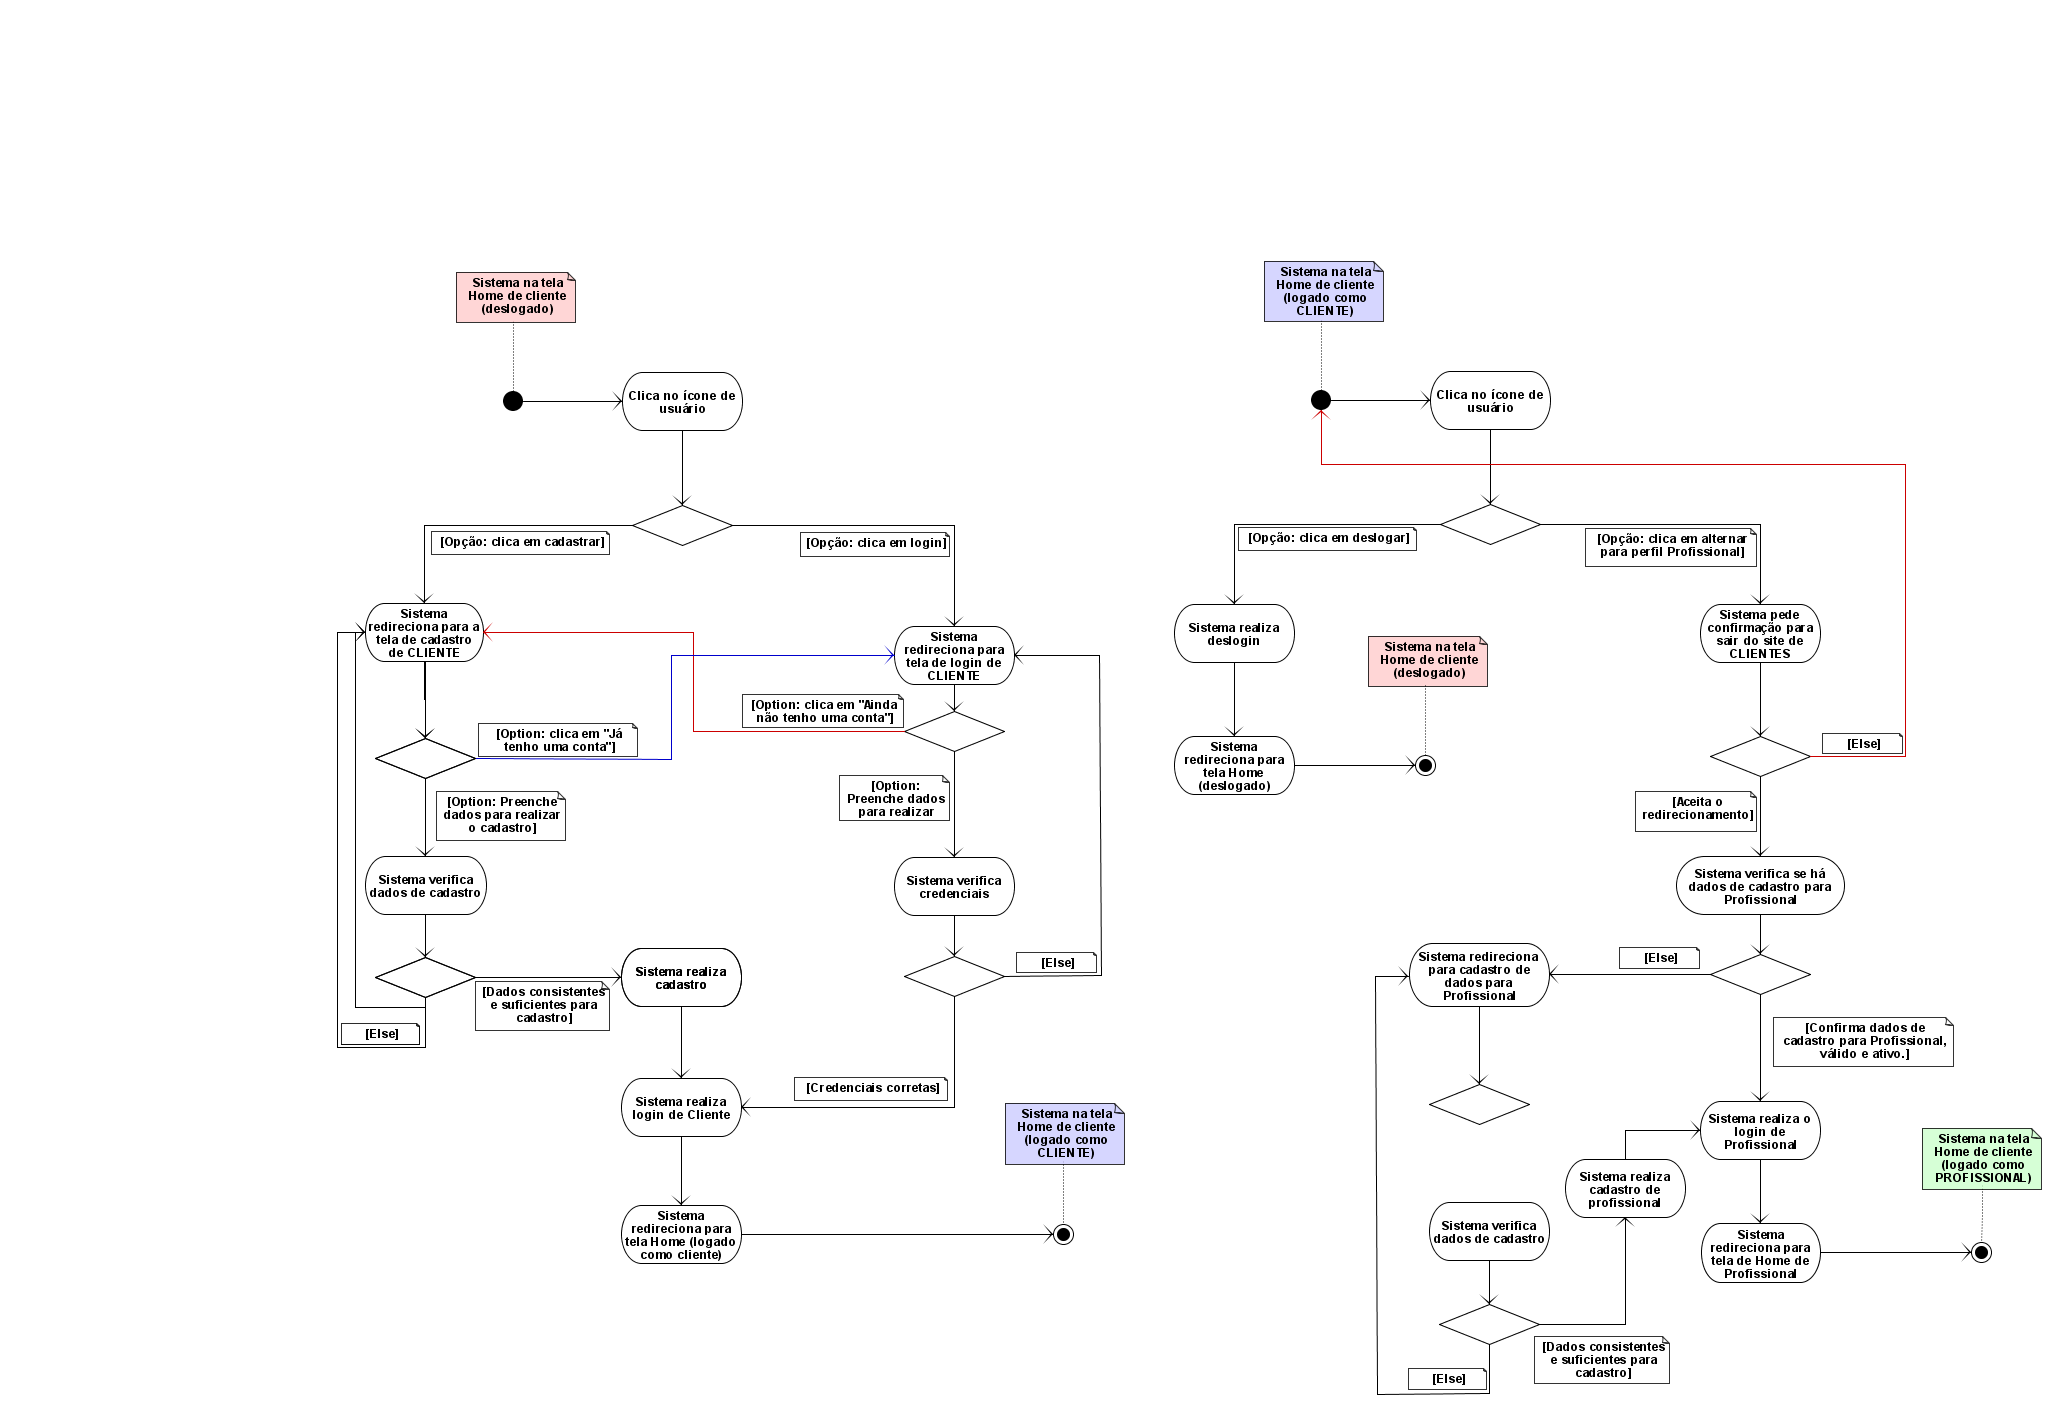 Sistema na tela
Home de cliente
(deslogado)
Clica no ícone de
usuário
[Opção: clica em cadastrar]
[Opção: clica em login]
Sistema
redireciona para a
tela de cadastro
de CLIENTE
Sistema
redireciona para
tela de login de
CLIENTE
[Option: clica em "Já
tenho uma conta"]
[Option: clica em "Ainda
não tenho uma conta"]
[Option: Preenche
dados para realizar
o cadastro]
[Option:
Preenche dados
para realizar
Sistema verifica
dados de cadastro
Sistema verifica
credenciais
Sistema realiza
cadastro
[Dados consistentes
e suficientes para
cadastro]
[Else]
[Else]
[Credenciais corretas]
Sistema realiza
login de Cliente
Sistema na tela
Home de cliente
(logado como
CLIENTE)
Sistema
redireciona para
tela Home (logado
como cliente)
Sistema na tela
Home de cliente
(logado como
CLIENTE)
Clica no ícone de
usuário
[Opção: clica em deslogar]
[Opção: clica em alternar
para perfil Profissional]
Sistema realiza
deslogin
Sistema na tela
Home de cliente
(deslogado)
Sistema pede
confirmação para
sair do site de
CLIENTES
Sistema
redireciona para
tela Home
(deslogado)
[Else]
[Aceita o
redirecionamento]
Sistema verifica se há
dados de cadastro para
Profissional
[Else]
Sistema redireciona
para cadastro de
dados para
Profissional
[Confirma dados de
cadastro para Profissional,
válido e ativo.]
Sistema realiza o
login de
Profissional
Sistema realiza
cadastro de
profissional
Sistema na tela
Home de cliente
(logado como
PROFISSIONAL)
Sistema verifica
dados de cadastro
Sistema
redireciona para
tela de Home de
Profissional
[Dados consistentes
e suficientes para
cadastro]
[Else]